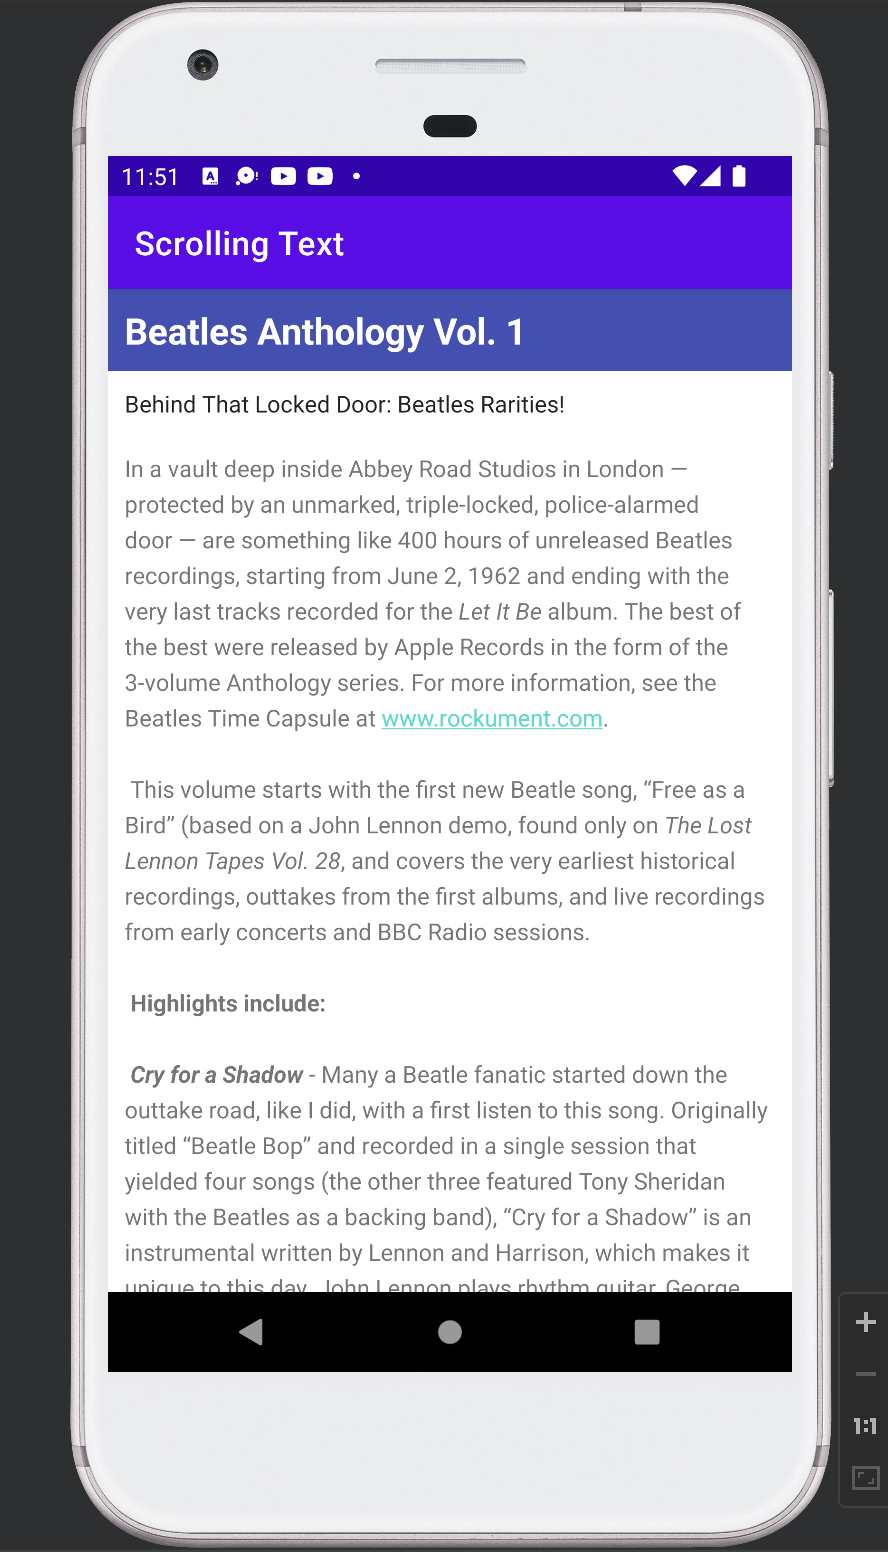 11:51
Scrolling Text
Beatles Anthology Vol. 1
Behind That Locked Door: Beatles Rarities!
In a vault deep inside Abbey Road Studios in London —
protected by an unmarked, triple-locked, police-alarmed
door — are something like 400 hours of unreleased Beatles
recordings, starting from June 2, 1962 and ending with the
very last tracks recorded for the Let It Be album. The best of
the best were released by Apple Records in the form of the
3-volume Anthology series. For more information, see the
Beatles Time Capsule at www.rockument.com.
This volume starts with the first new Beatle song, “Free as a
Bird” (based on a John Lennon demo, found only on The Lost
Lennon Tapes Vol. 28, and covers the very earliest historical
recordings, outtakes from the first albums, and live recordings
from early concerts and BBC Radio sessions.
Highlights include:
Cry for a Shadow - Many a Beatle fanatic started down the
outtake road, like I did, with a first listen to this song. Originally
titled “Beatle Bop” and recorded in a single session that
yielded four songs (the other three featured Tony Sheridan
with the Beatles as a backing band), “Cry for a Shadow” is an
instrumental written by Lennon and Harrison, which makes it
unique to this day. John Lennon plays rhythm guitar, George
1:1